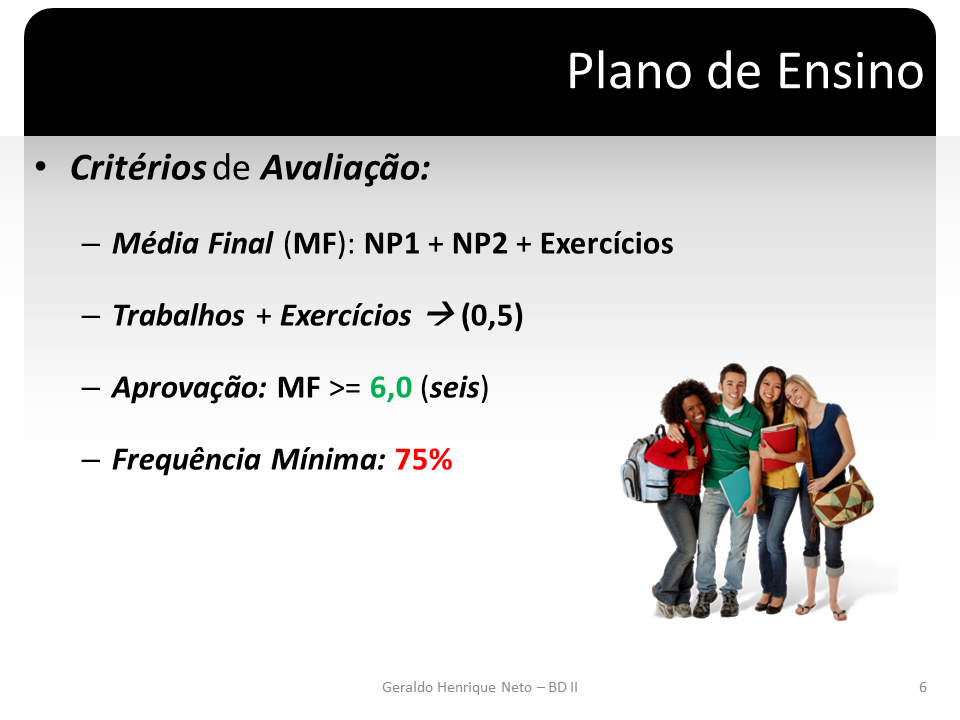 Plano de Ensino
• Critérios de Avaliação:
– Média Final (MF): NP1 + NP2 + Exercícios
– Trabalhos + Exercícios → (0,5)
– Aprovação: MF >= 6,0 (seis)
– Frequência Mínima: 75%
Geraldo Henrique Neto – BD II
6